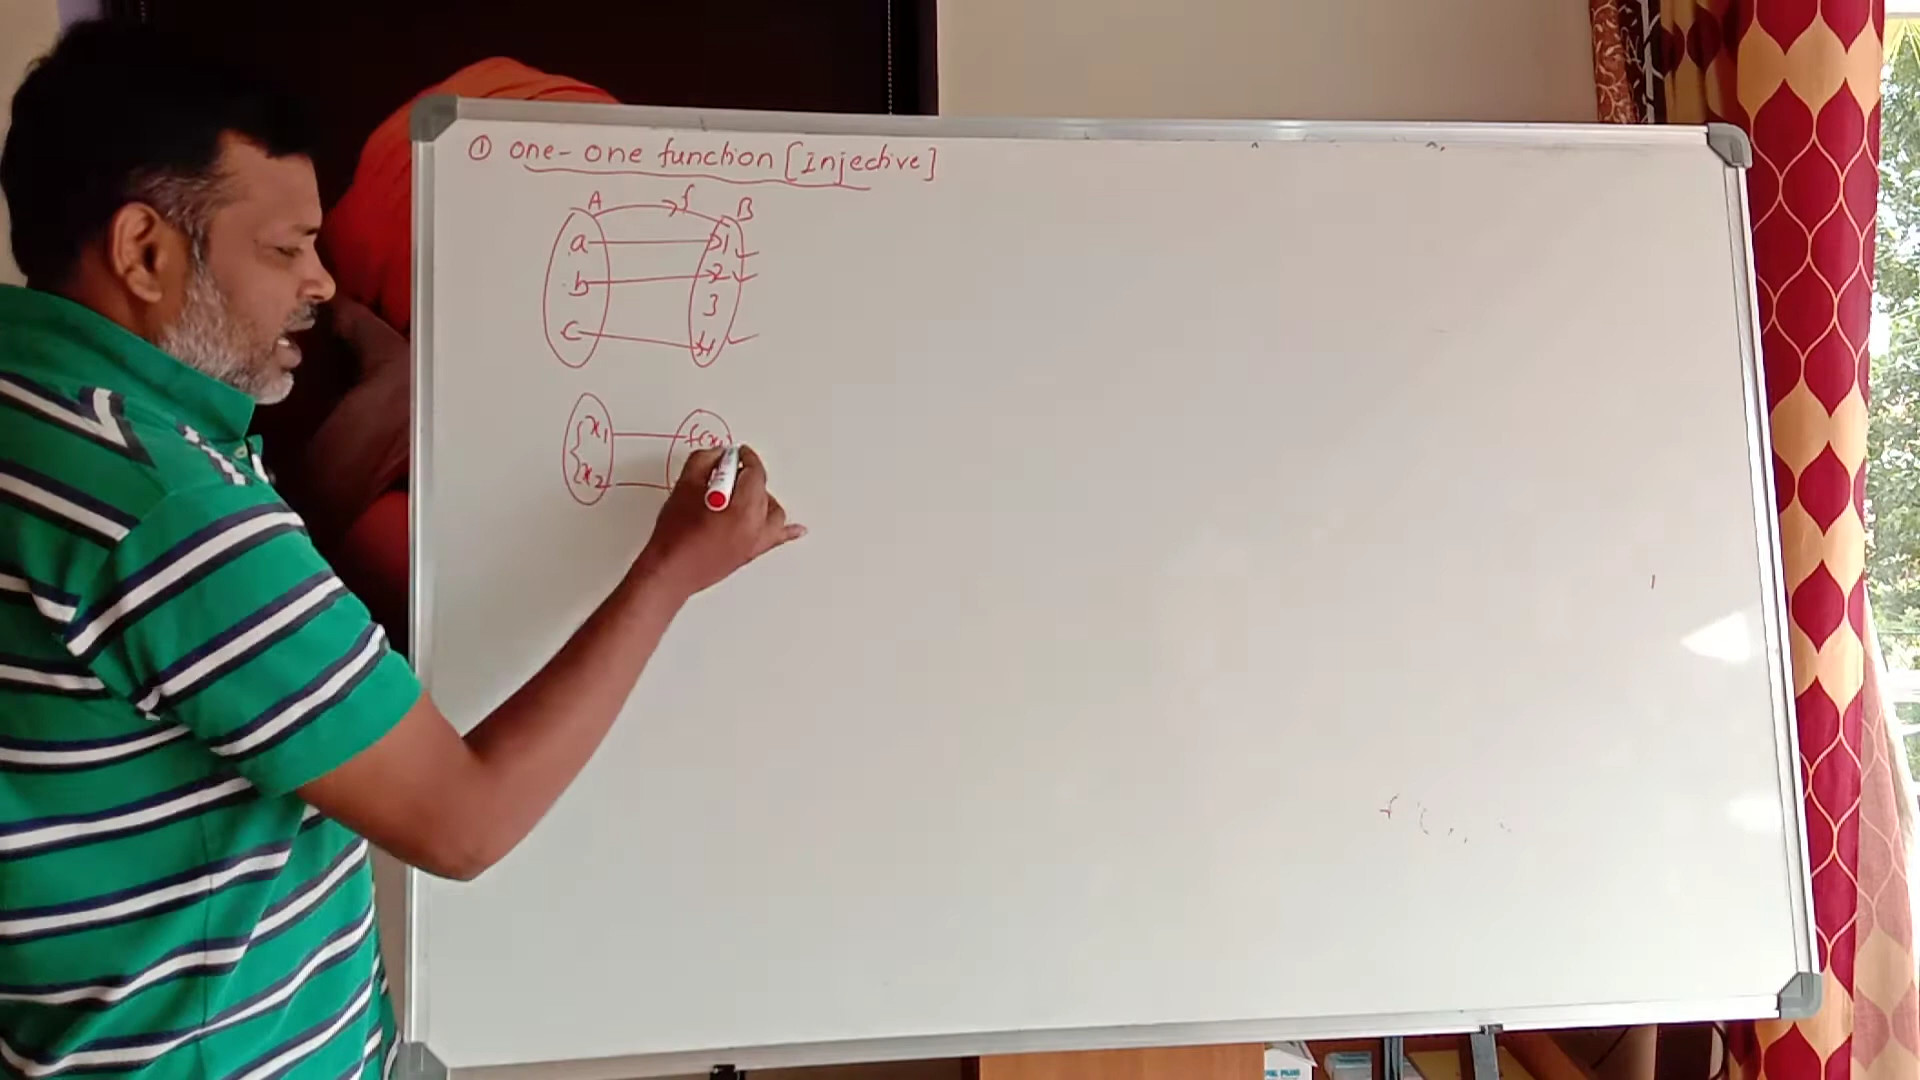 ① one-one function [Injective]
A f B
a 1
b 2
3
c 4
x₁ f(x₁)
x₂